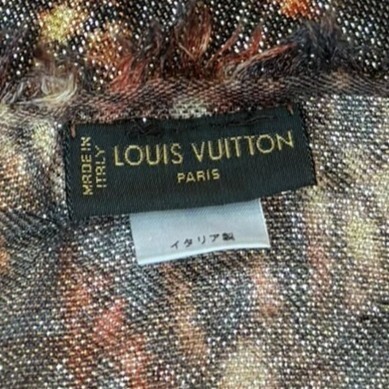 MADE IN
ITALY
LOUIS VUITTON
PARIS
イタリア製